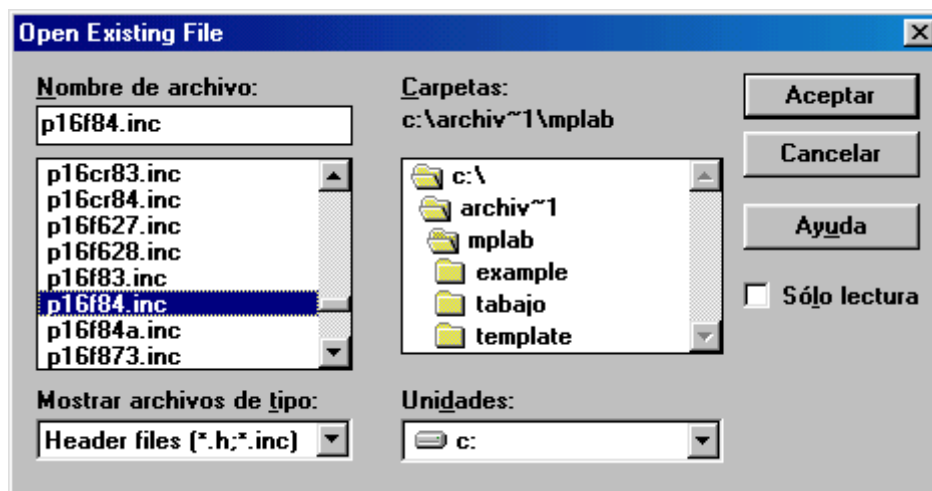 Open Existing File
Nombre de archivo:
p16f84.inc
p16cr83.inc
p16cr84.inc
p16f627.inc
p16f628.inc
p16f83.inc
p16f84.inc
p16f84a.inc
p16f873.inc
Mostrar archivos de tipo:
Header files (*.h;*.inc)
Carpetas:
c:\archiv~1\mplab
c:\
archiv~1
mplab
example
tabajo
template
Unidades:
c:
Aceptar
Cancelar
Ayuda
Sólo lectura